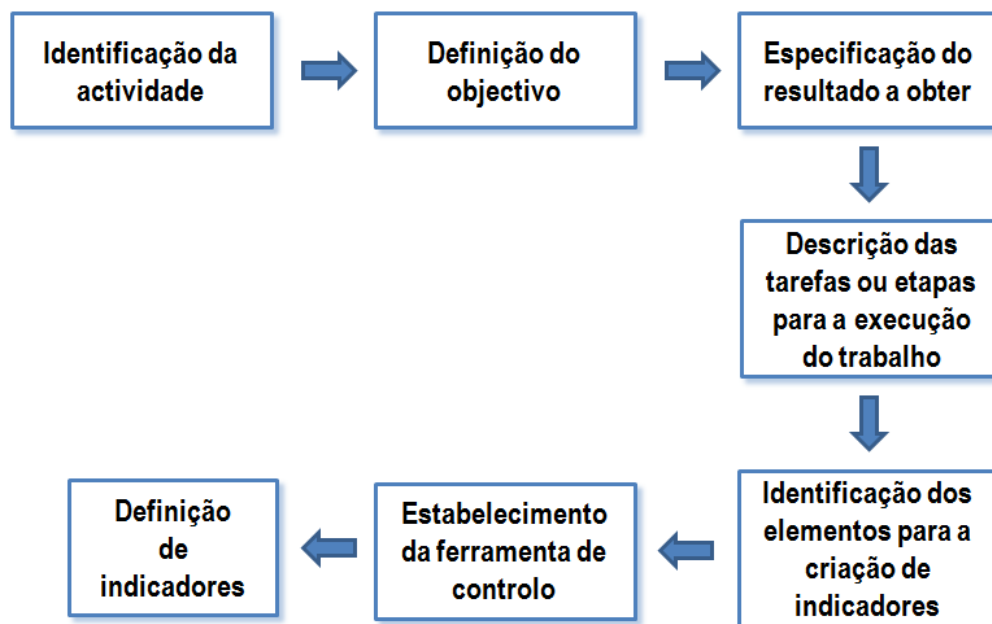 Identificação da
actividade
Definição do
objectivo
Especificação do
resultado a obter
Descrição das
tarefas ou etapas
para a execução
do trabalho
Identificação dos
elementos para a
criação de
indicadores
Estabelecimento
da ferramenta de
controlo
Definição
de
indicadores